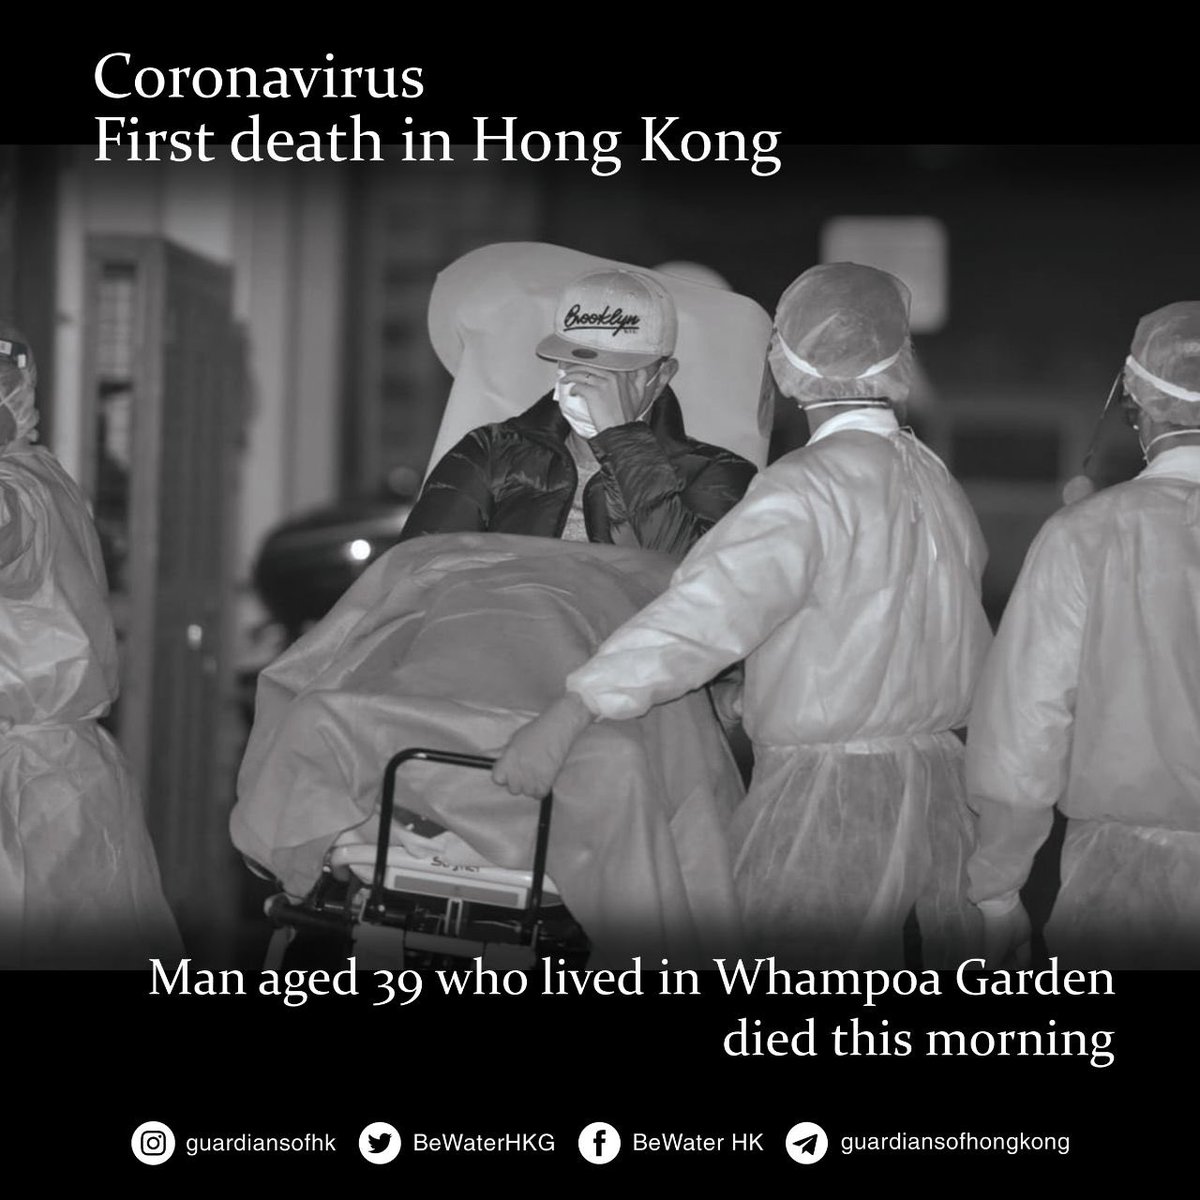 Coronavirus
First death in Hong Kong
Brooklyn
Man aged 39 who lived in Whampoa Garden
died this morning
guardiansofhk BeWaterHKG BeWater HK guardiansofhongkong